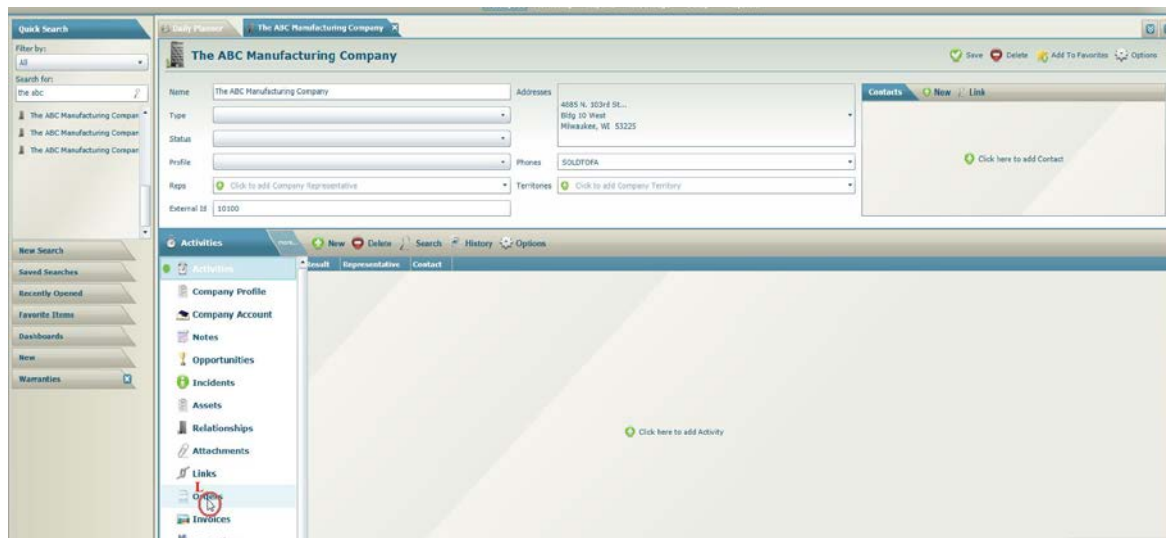 Quick Search
Filter by:
All
Search for:
the abc
The ABC Manufacturing Compan
The ABC Manufacturing Compan
The ABC Manufacturing Compan
New Search
Saved Searches
Recently Opened
Favorite Items
Dashboards
New
Warranties
Daily Planner
The ABC Manufacturing Company
The ABC Manufacturing Company
Save Delete Add To Favorites Options
Name The ABC Manufacturing Company
Type
Status
Profile
Reps Click to add Company Representative
External Id 10100
Addresses
4085 N. 103rd St...
Bldg 10 West
Milwaukee, WI 53225
Phones SOLDTOFA
Territories Click to add Company Territory
Contacts New Link
Click here to add Contact
Activities more... New Delete Search History Options
Activities
Result Representative Contact
Company Profile
Company Account
Notes
Opportunities
Incidents
Assets
Relationships
Attachments
Links
L
Orders
Invoices
Click here to add Activity